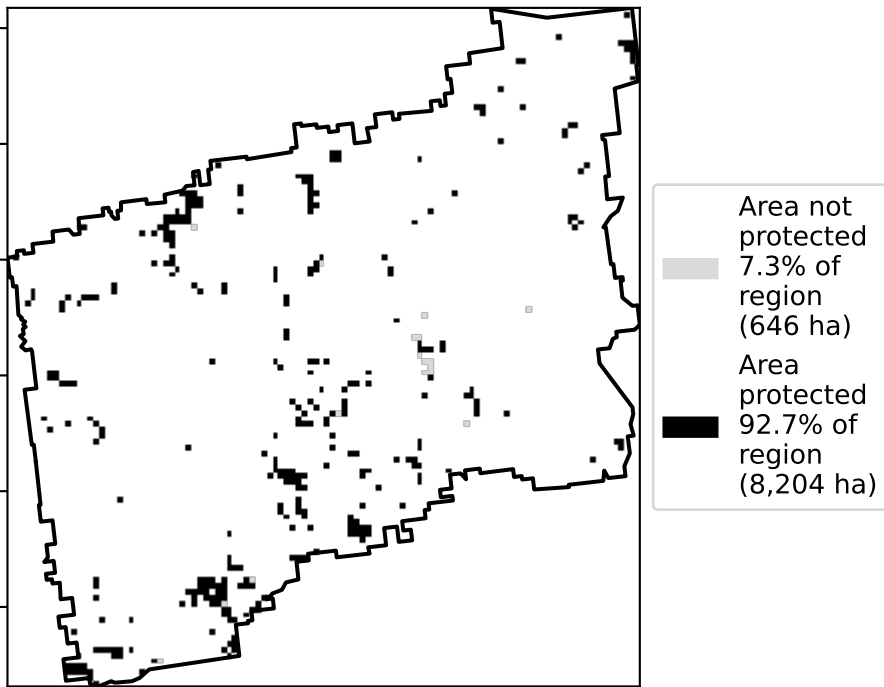 Area not
protected
7.3% of
region
(646 ha)
Area
protected
92.7% of
region
(8,204 ha)